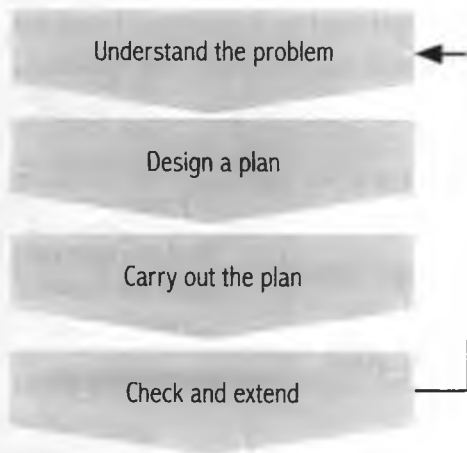 Understand the problem
Design a plan
Carry out the plan
Check and extend